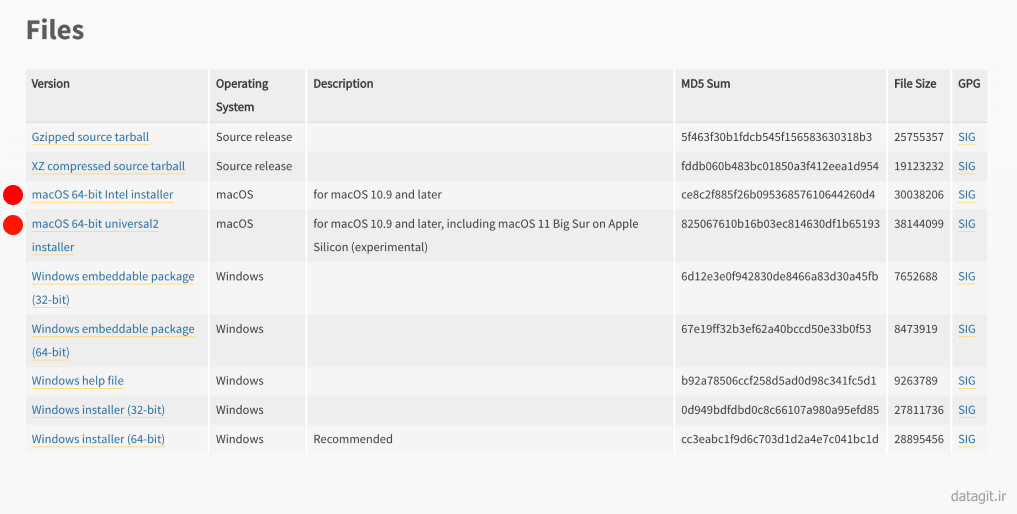 Files
Version Operating System Description MD5 Sum File Size GPG
Gzipped source tarball Source release 5f463f30b1fdcb545f156583630318b3 25755357 SIG
XZ compressed source tarball Source release fddb060b483bc01850a3f412eea1d954 19123232 SIG
macOS 64-bit Intel installer macOS for macOS 10.9 and later ce8c2f885f26b09536857610644260d4 30038206 SIG
macOS 64-bit universal2 installer macOS for macOS 10.9 and later, including macOS 11 Big Sur on Apple Silicon (experimental) 825067610b16b03ec814630df1b65193 38144099 SIG
Windows embeddable package (32-bit) Windows 6d12e3e0f942830de8466a83d30a45fb 7652688 SIG
Windows embeddable package (64-bit) Windows 67e19ff32b3ef62a40bccd50e33b0f53 8473919 SIG
Windows help file Windows b92a78506ccf258d5ad0d98c341fc5d1 9263789 SIG
Windows installer (32-bit) Windows 0d949bdfdbd0c8c66107a980a95efd85 27811736 SIG
Windows installer (64-bit) Windows Recommended cc3eabc1f9d6c703d1d2a4e7c041bc1d 28895456 SIG
datagit.ir